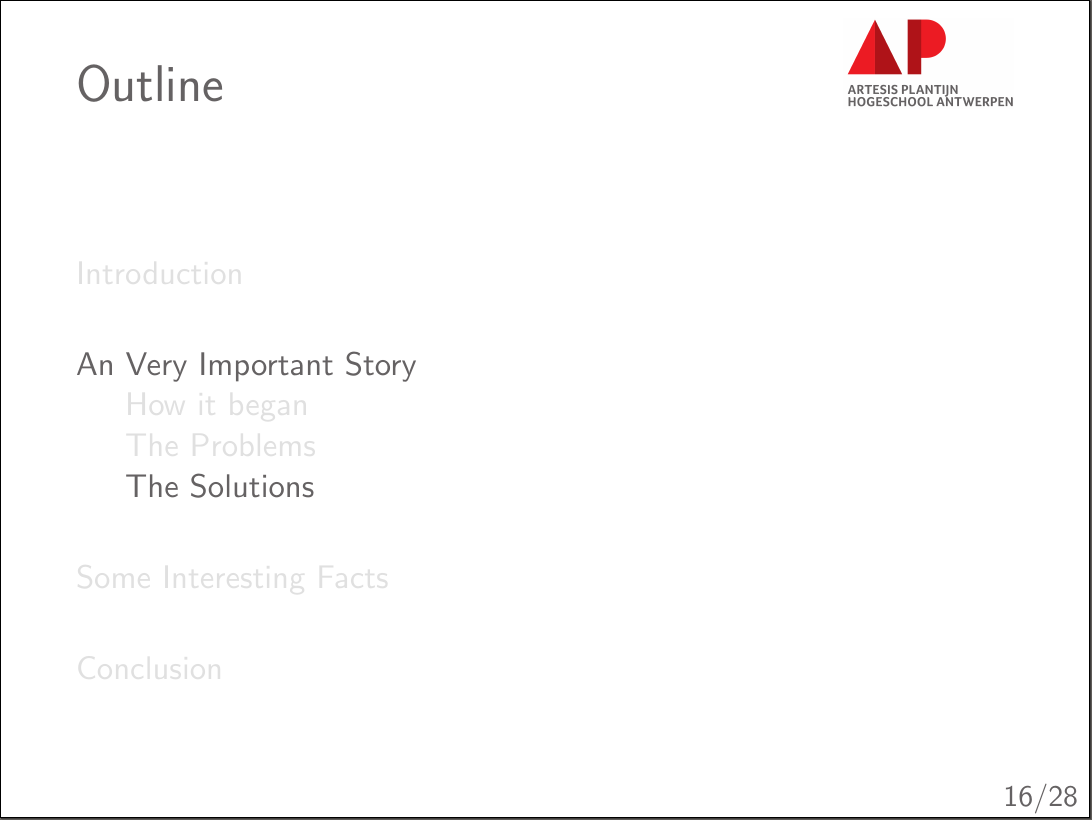 Outline
AP
ARTESIS PLANTIJN
HOGESCHOOL ANTWERPEN
Introduction
An Very Important Story
How it began
The Problems
The Solutions
Some Interesting Facts
Conclusion
16/28